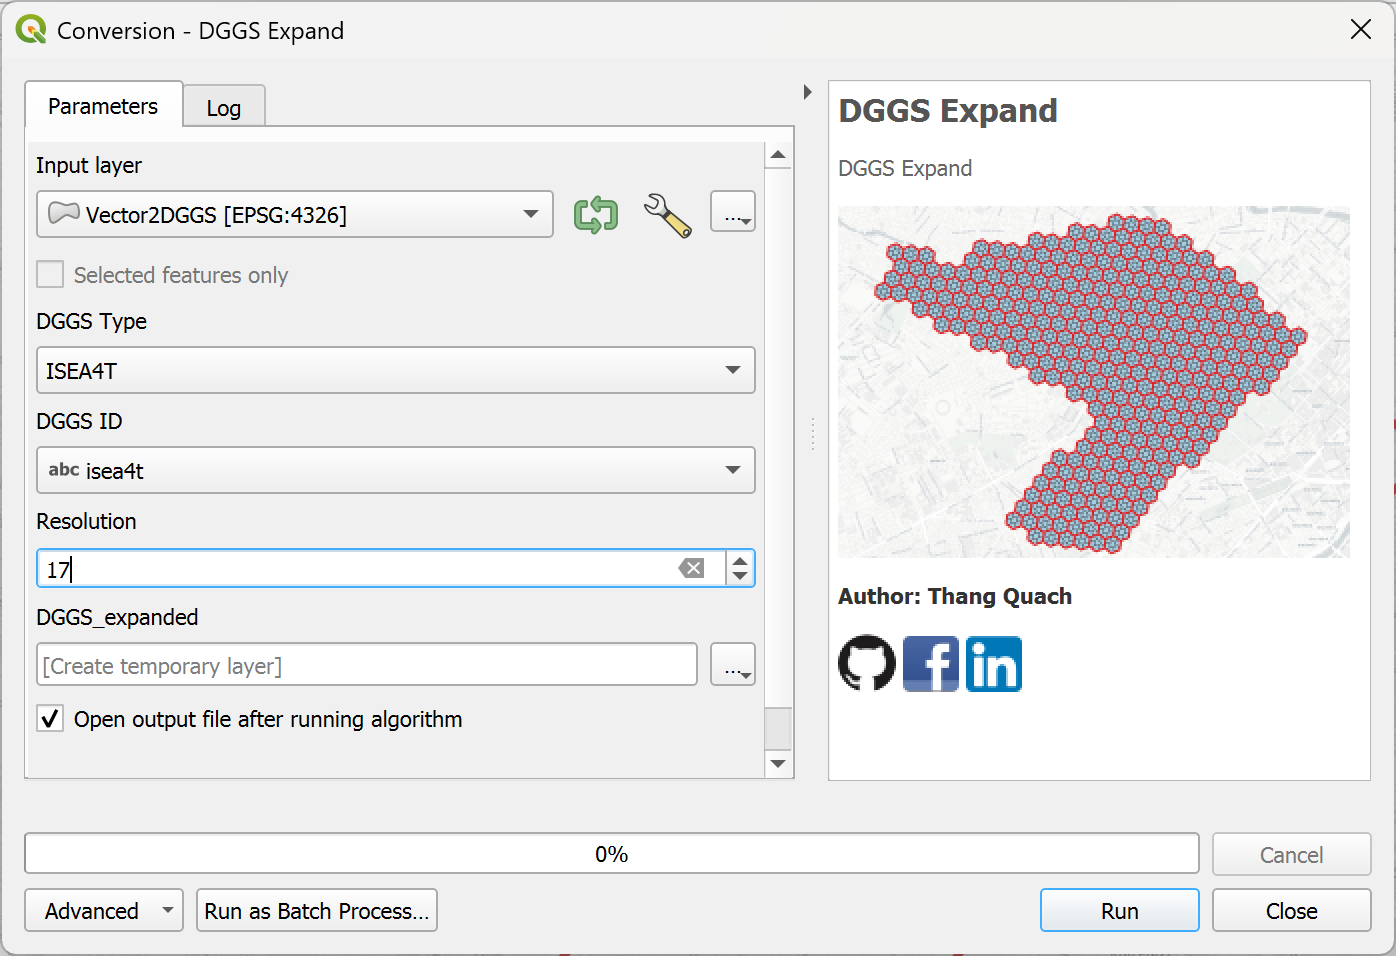 Conversion - DGGS Expand
Parameters
Log
Input layer
Vector2DGGS [EPSG:4326]
...
Selected features only
DGGS Type
ISEA4T
DGGS ID
abc isea4t
Resolution
17
DGGS_expanded
[Create temporary layer]
...
Open output file after running algorithm
DGGS Expand
DGGS Expand
Author: Thang Quach
f
in
0%
Cancel
Advanced
Run as Batch Process...
Run
Close